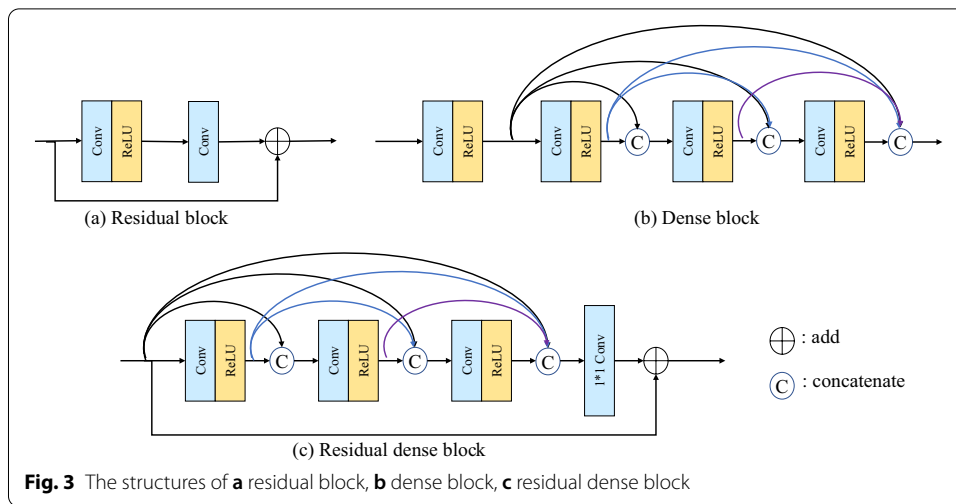 Conv
ReLU
Conv
(a) Residual block
Conv
ReLU
Conv
ReLU
C
Conv
ReLU
C
Conv
ReLU
C
(b) Dense block
Conv
ReLU
C
Conv
ReLU
C
Conv
ReLU
C
1*1 Conv
(c) Residual dense block
: add
C : concatenate
Fig. 3 The structures of a residual block, b dense block, c residual dense block